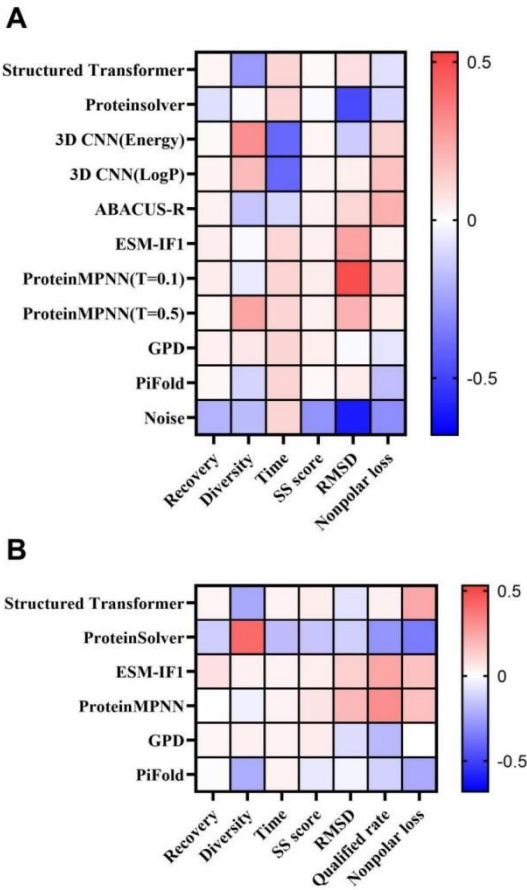 A
Structured Transformer
Proteinsolver
3D CNN(Energy)
3D CNN(LogP)
ABACUS-R
ESM-IF1
ProteinMPNN(T=0.1)
ProteinMPNN(T=0.5)
GPD
PiFold
Noise
Recovery
Diversity
Time
SS score
RMSD
Nonpolar loss
0.5
0
-0.5
B
Structured Transformer
ProteinSolver
ESM-IF1
ProteinMPNN
GPD
PiFold
Recovery
Diversity
Time
SS score
RMSD
Qualified rate
Nonpolar loss
0.5
0
-0.5